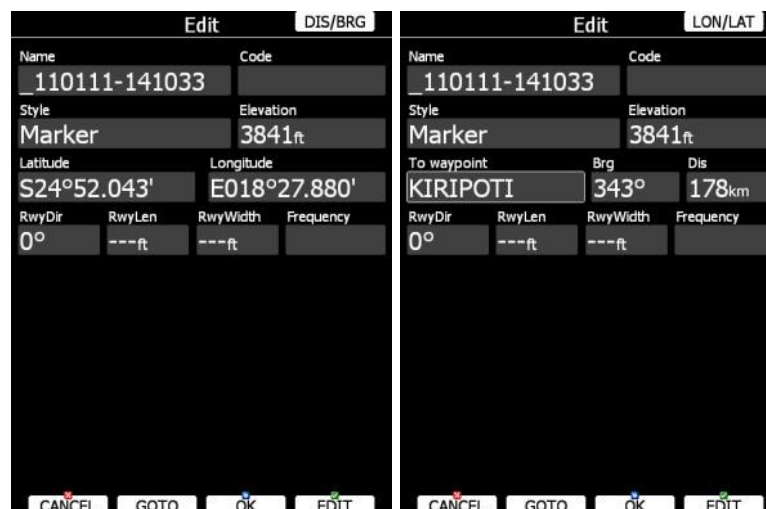 Edit DIS/BRG
Name Code
_110111-141033
Style Elevation
Marker 3841ft
Latitude Longitude
S24°52.043' E018°27.880'
RwyDir RwyLen RwyWidth Frequency
0° ---ft ---ft
CANCEL GOTO OK EDIT
Edit LON/LAT
Name Code
_110111-141033
Style Elevation
Marker 3841ft
To waypoint Brg Dis
KIRIPOTI 343° 178km
RwyDir RwyLen RwyWidth Frequency
0° ---ft ---ft
CANCEL GOTO OK EDIT